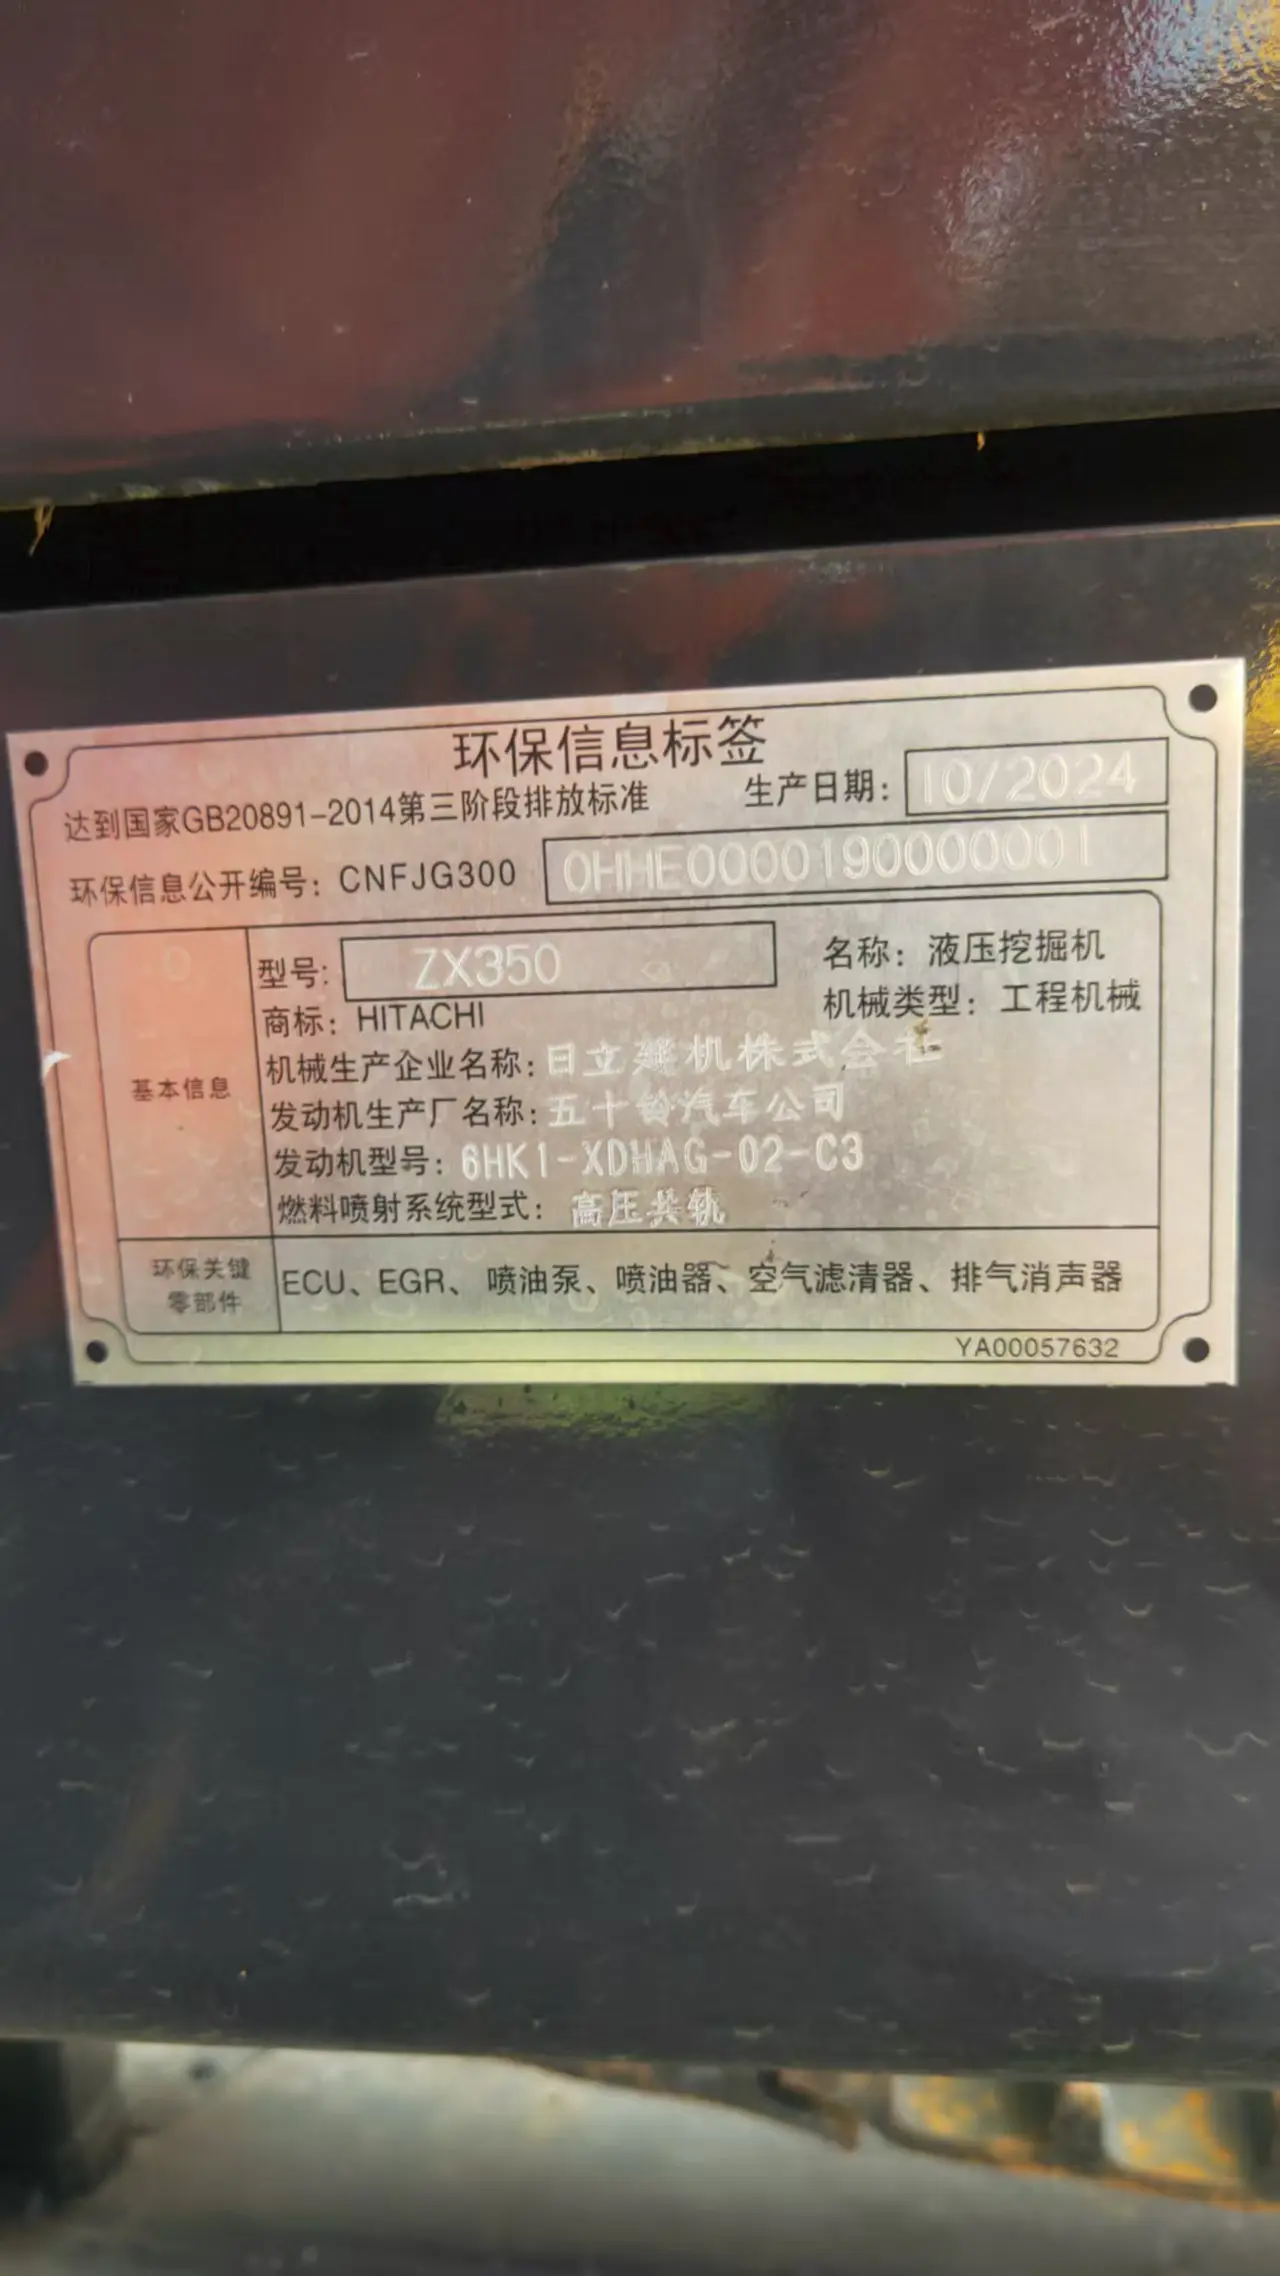 环保信息标签
达到国家GB20891-2014第三阶段排放标准
生产日期: 10/2024
环保信息公开编号: CNFJG300 0HHE0000190000001
基本信息
型号: ZX350
名称: 液压挖掘机
商标: HITACHI
机械类型: 工程机械
机械生产企业名称: 日立建机株式会社
发动机生产厂名称: 五十铃汽车公司
发动机型号: 6HK1-XDHAG-02-C3
燃料喷射系统型式: 高压共轨
环保关键
零部件
ECU、EGR、喷油泵、喷油器、空气滤清器、排气消声器
YA00057632